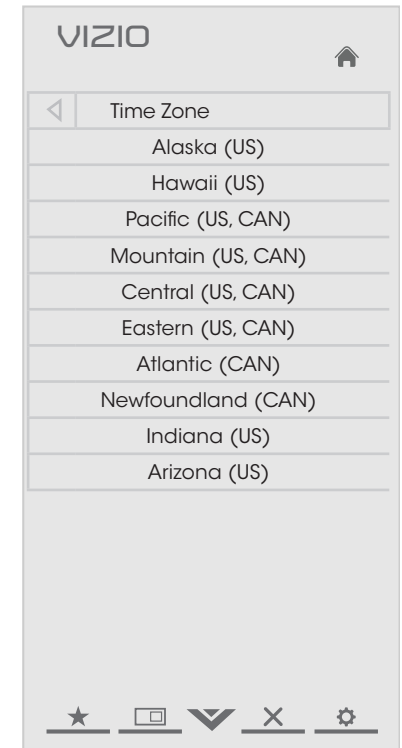 VIZIO
Time Zone
Alaska (US)
Hawaii (US)
Pacific (US, CAN)
Mountain (US, CAN)
Central (US, CAN)
Eastern (US, CAN)
Atlantic (CAN)
Newfoundland (CAN)
Indiana (US)
Arizona (US)